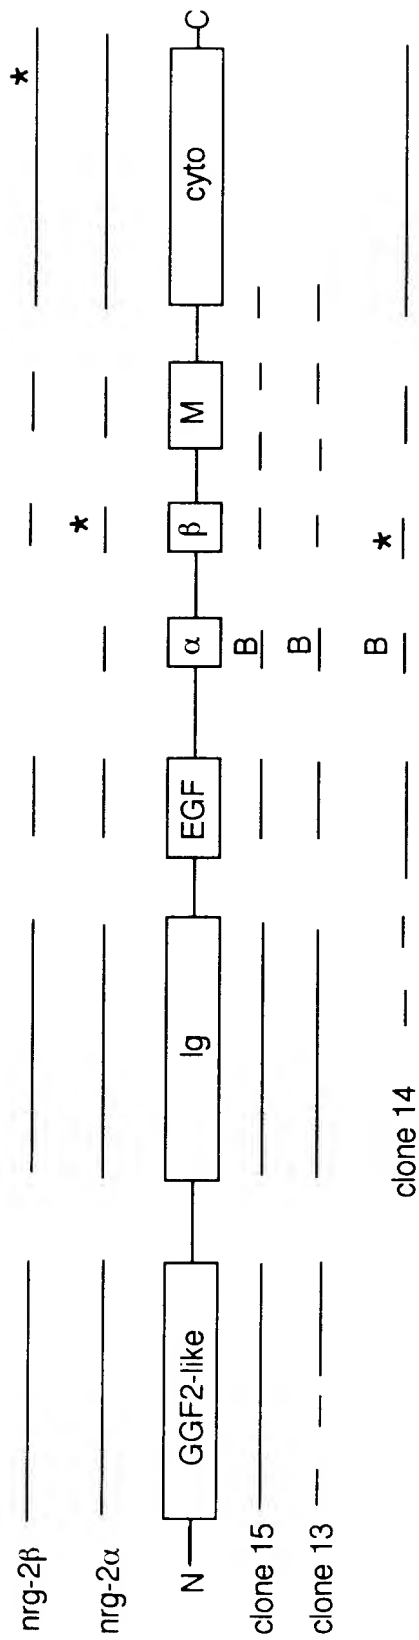 nrg-2β *
nrg-2α *
N GGF2-like Ig EGF α β M cyto C
clone 15 B
clone 13 B
clone 14 B *